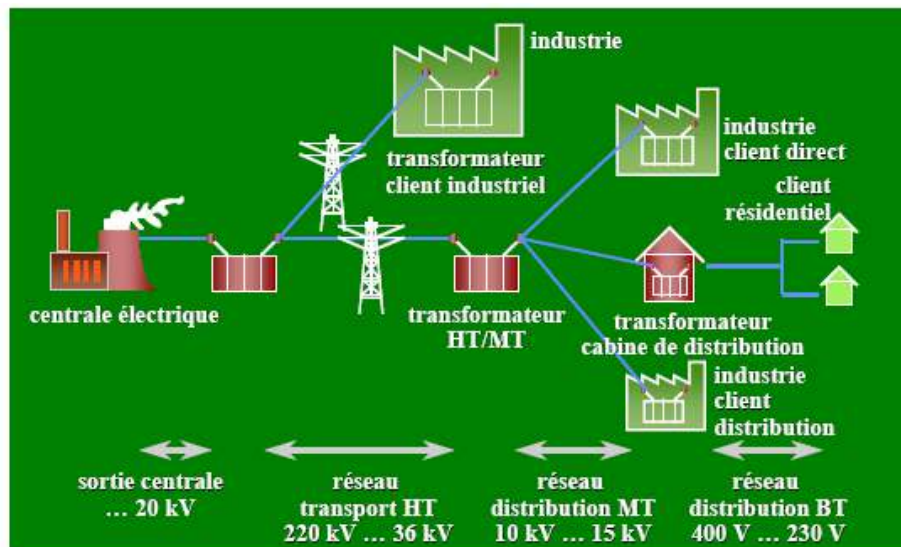 industrie
transformateur
client industriel
industrie
client direct
client
résidentiel
centrale électrique
transformateur
HT/MT
transformateur
cabine de distribution
industrie
client
distribution
sortie centrale
... 20 kV
réseau
transport HT
220 kV ... 36 kV
réseau
distribution MT
10 kV ... 15 kV
réseau
distribution BT
400 V ... 230 V